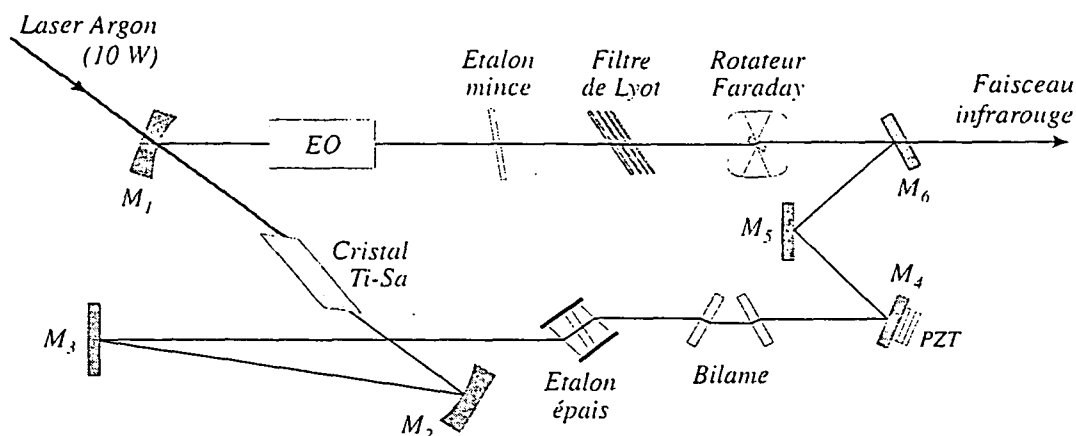 Laser Argon
(10 W)
Etalon
mince
Filtre
de Lyot
Rotateur
Faraday
Faisceau
infrarouge
EO
M1
M6
M5
Cristal
Ti-Sa
M4
M3
PZT
Etalon
épais
Bilame
M2